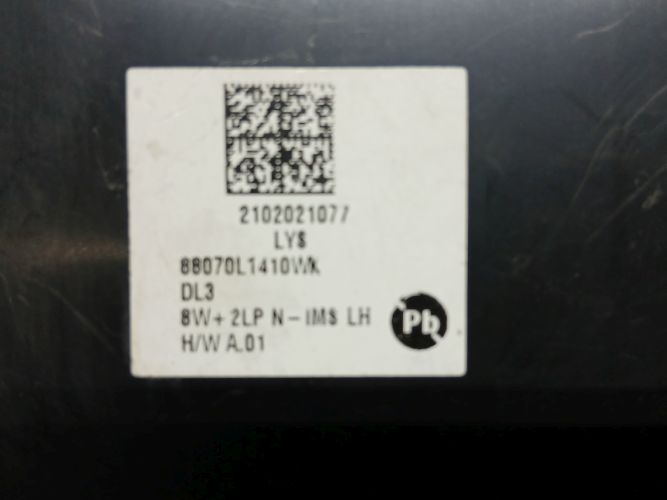 2102021077
LYS
88070L1410WK
DL3
8W+2LP N-IMS LH
H/W A.01
Pb